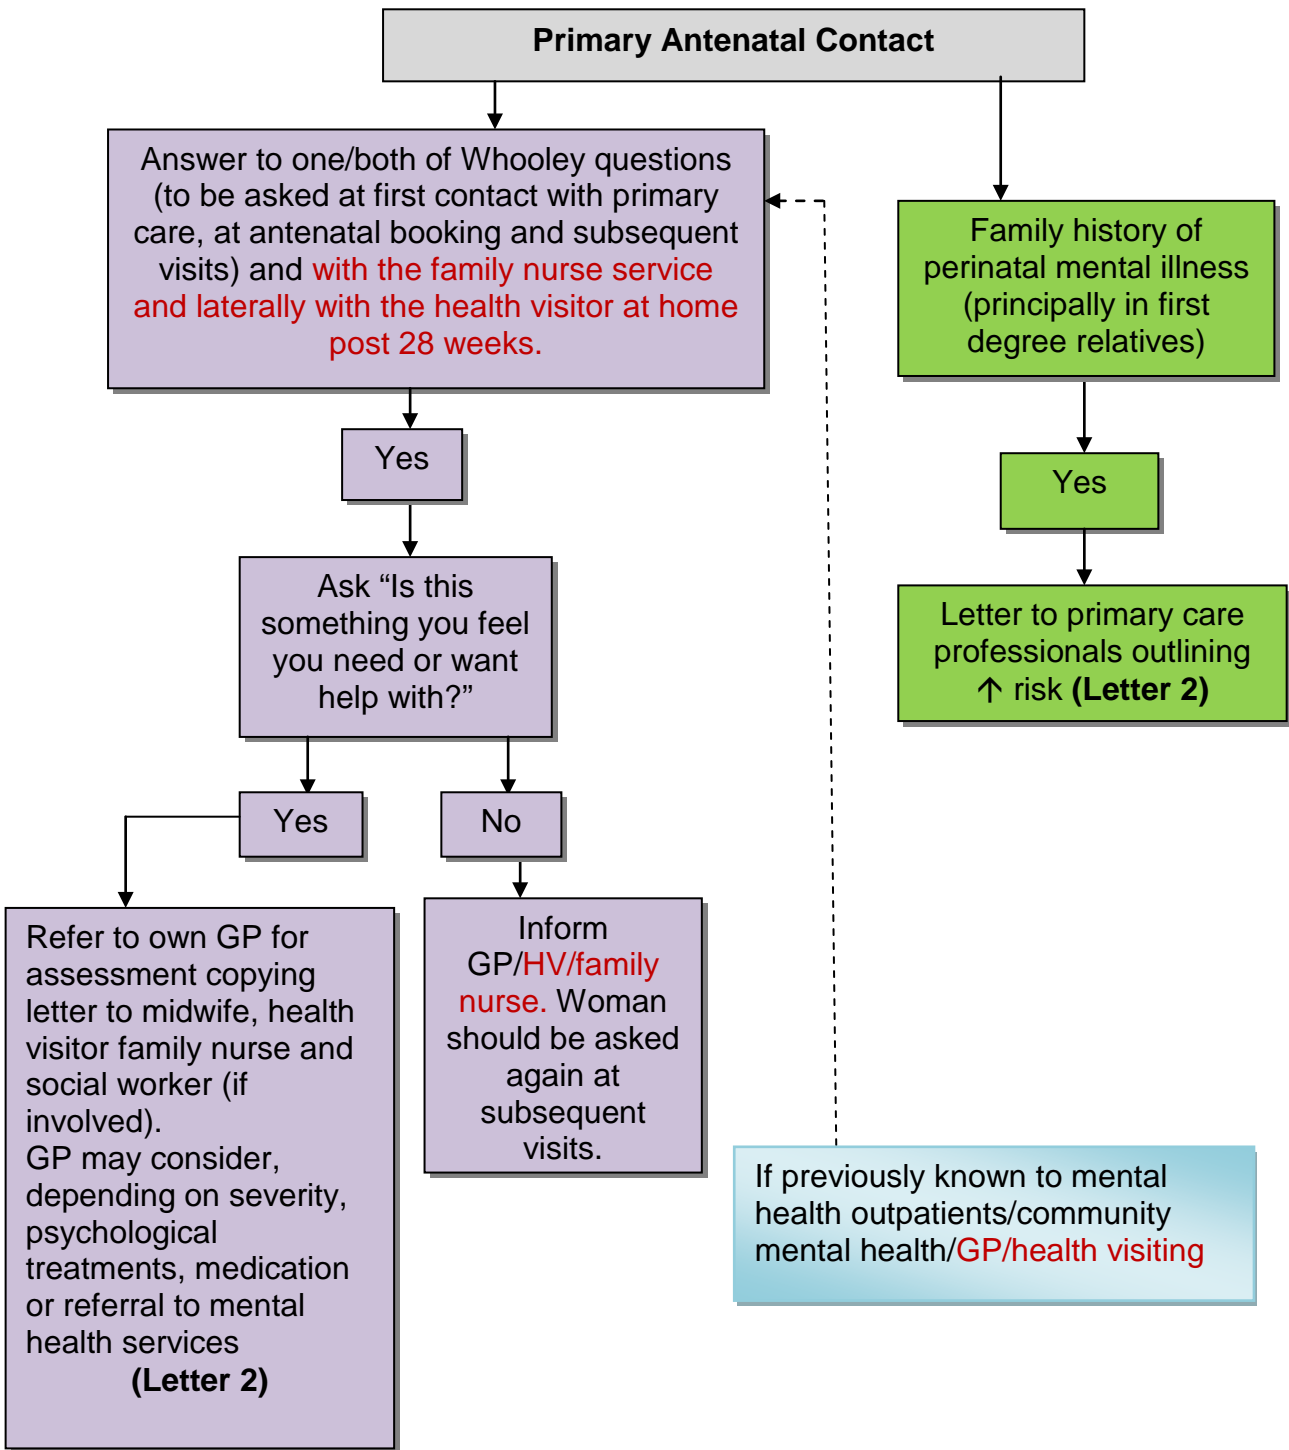 Primary Antenatal Contact
Answer to one/both of Whooley questions
(to be asked at first contact with primary
care, at antenatal booking and subsequent
visits) and with the family nurse service
and laterally with the health visitor at home
post 28 weeks.
Family history of
perinatal mental illness
(principally in first
degree relatives)
Yes
Yes
Ask “Is this
something you feel
you need or want
help with?”
Letter to primary care
professionals outlining
↑ risk (Letter 2)
Yes
No
Refer to own GP for
assessment copying
letter to midwife, health
visitor family nurse and
social worker (if
involved).
GP may consider,
depending on severity,
psychological
treatments, medication
or referral to mental
health services
(Letter 2)
Inform
GP/HV/family
nurse. Woman
should be asked
again at
subsequent
visits.
If previously known to mental
health outpatients/community
mental health/GP/health visiting